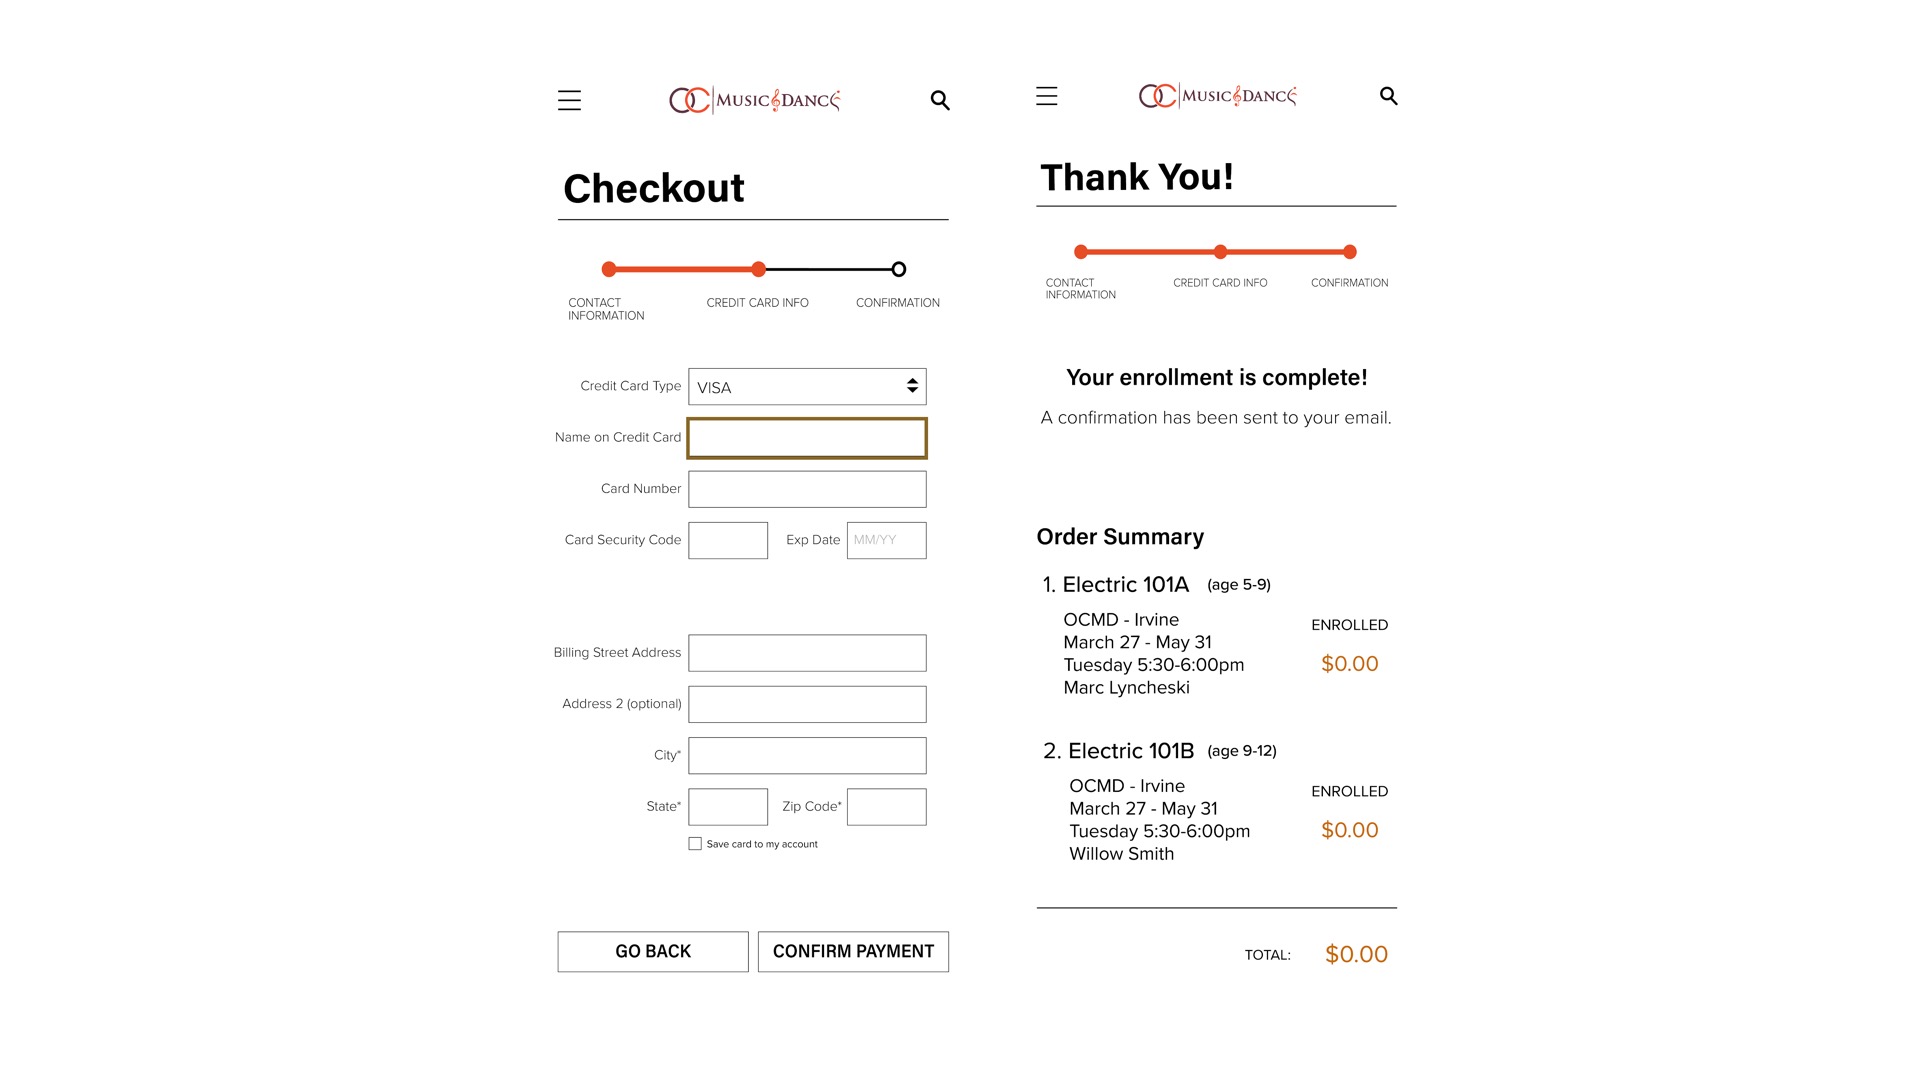 OC MUSIC & DANCE
Checkout
CONTACT
INFORMATION
CREDIT CARD INFO
CONFIRMATION
Credit Card Type
VISA
Name on Credit Card
Card Number
Card Security Code
Exp Date
MM/YY
Billing Street Address
Address 2 (optional)
City*
State*
Zip Code*
Save card to my account
GO BACK
CONFIRM PAYMENT
OC MUSIC & DANCE
Thank You!
CONTACT
INFORMATION
CREDIT CARD INFO
CONFIRMATION
Your enrollment is complete!
A confirmation has been sent to your email.
Order Summary
1. Electric 101A (age 5-9)
OCMD - Irvine
March 27 - May 31
Tuesday 5:30-6:00pm
Marc Lyncheski
ENROLLED
$0.00
2. Electric 101B (age 9-12)
OCMD - Irvine
March 27 - May 31
Tuesday 5:30-6:00pm
Willow Smith
ENROLLED
$0.00
TOTAL: $0.00